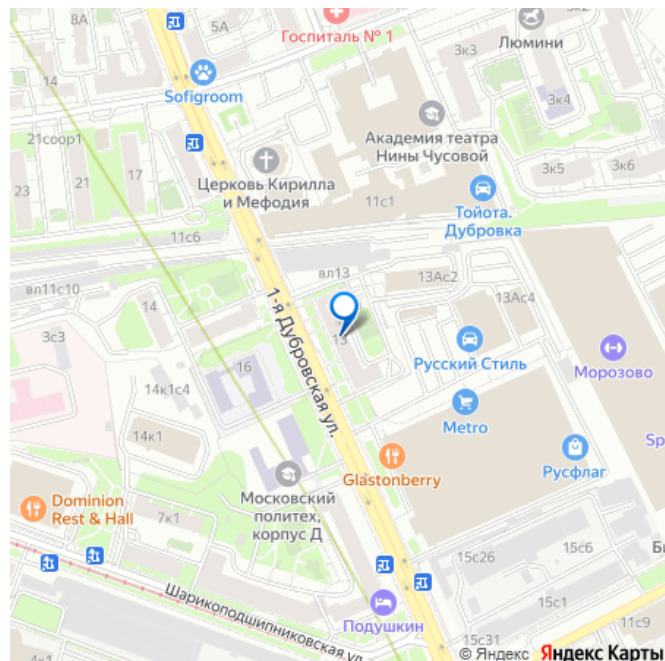 8А
5А
Госпиталь № 1
3к2
14
3к3
Люмини
Sofigroom
3к4
Академия театра
Нины Чусовой
21соор1
23
21
17
Церковь Кирилла
и Мефодия
3к5
3к6
11с1
Тойота.
Дубровка
11с6
вл13
13Ас2
вл11с10
14
13Ас4
1-я Дубровская ул.
13
3с3
16
Русский Стиль
Морозово
14к1с4
Metro
14к1
Glastonberry
Русфлаг
Sp
Московский
политех,
корпус Д
Dominion
Rest & Hall
7к1
15с26
15с6
Би
Шарикоподшипниковская ул.
15с1
Подушкин
15с31
© Яндекс
Яндекс Карты